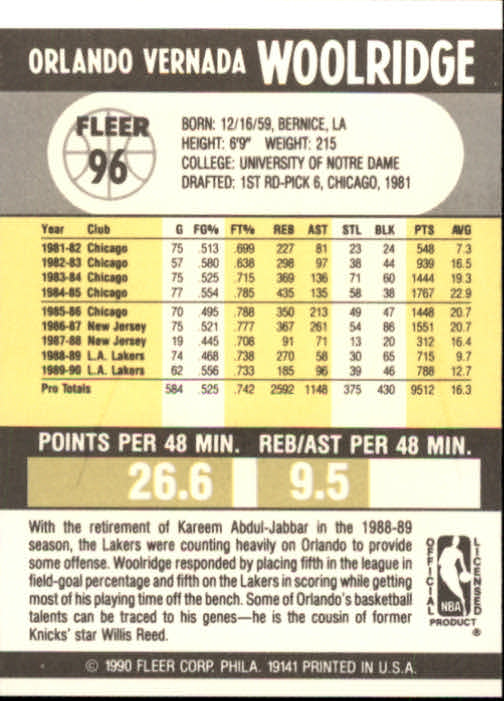 ORLANDO VERNADA WOOLRIDGE
FLEER
96
BORN: 12/16/59, BERNICE, LA
HEIGHT: 6'9" WEIGHT: 215
COLLEGE: UNIVERSITY OF NOTRE DAME
DRAFTED: 1ST RD-PICK 6, CHICAGO, 1981
Year Club G FG% FT% REB AST STL BLK PTS AVG
1981-82 Chicago 75 .513 .699 227 81 23 24 548 7.3
1982-83 Chicago 57 .580 .638 298 97 38 44 939 16.5
1983-84 Chicago 75 .525 .715 369 136 71 60 1444 19.3
1984-85 Chicago 77 .554 .785 435 135 58 38 1767 22.9
1985-86 Chicago 70 .495 .788 350 213 49 47 1448 20.7
1986-87 New Jersey 75 .521 .777 367 261 54 86 1551 20.7
1987-88 New Jersey 19 .445 .708 91 71 13 20 312 16.4
1988-89 L.A. Lakers 74 .468 .738 270 58 30 65 715 9.7
1989-90 L.A. Lakers 62 .556 .733 185 96 39 46 788 12.7
Pro Totals 584 .525 .742 2592 1148 375 430 9512 16.3
POINTS PER 48 MIN. REB/AST PER 48 MIN.
26.6 9.5
With the retirement of Kareem Abdul-Jabbar in the 1988-89
season, the Lakers were counting heavily on Orlando to provide
some offense. Woolridge responded by placing fifth in the league in
field-goal percentage and fifth on the Lakers in scoring while getting
most of his playing time off the bench. Some of Orlando's basketball
talents can be traced to his genes—he is the cousin of former
Knicks' star Willis Reed.
OFFICIAL
LICENSED
NBA
PRODUCT
®
© 1990 FLEER CORP. PHILA. 19141 PRINTED IN U.S.A.